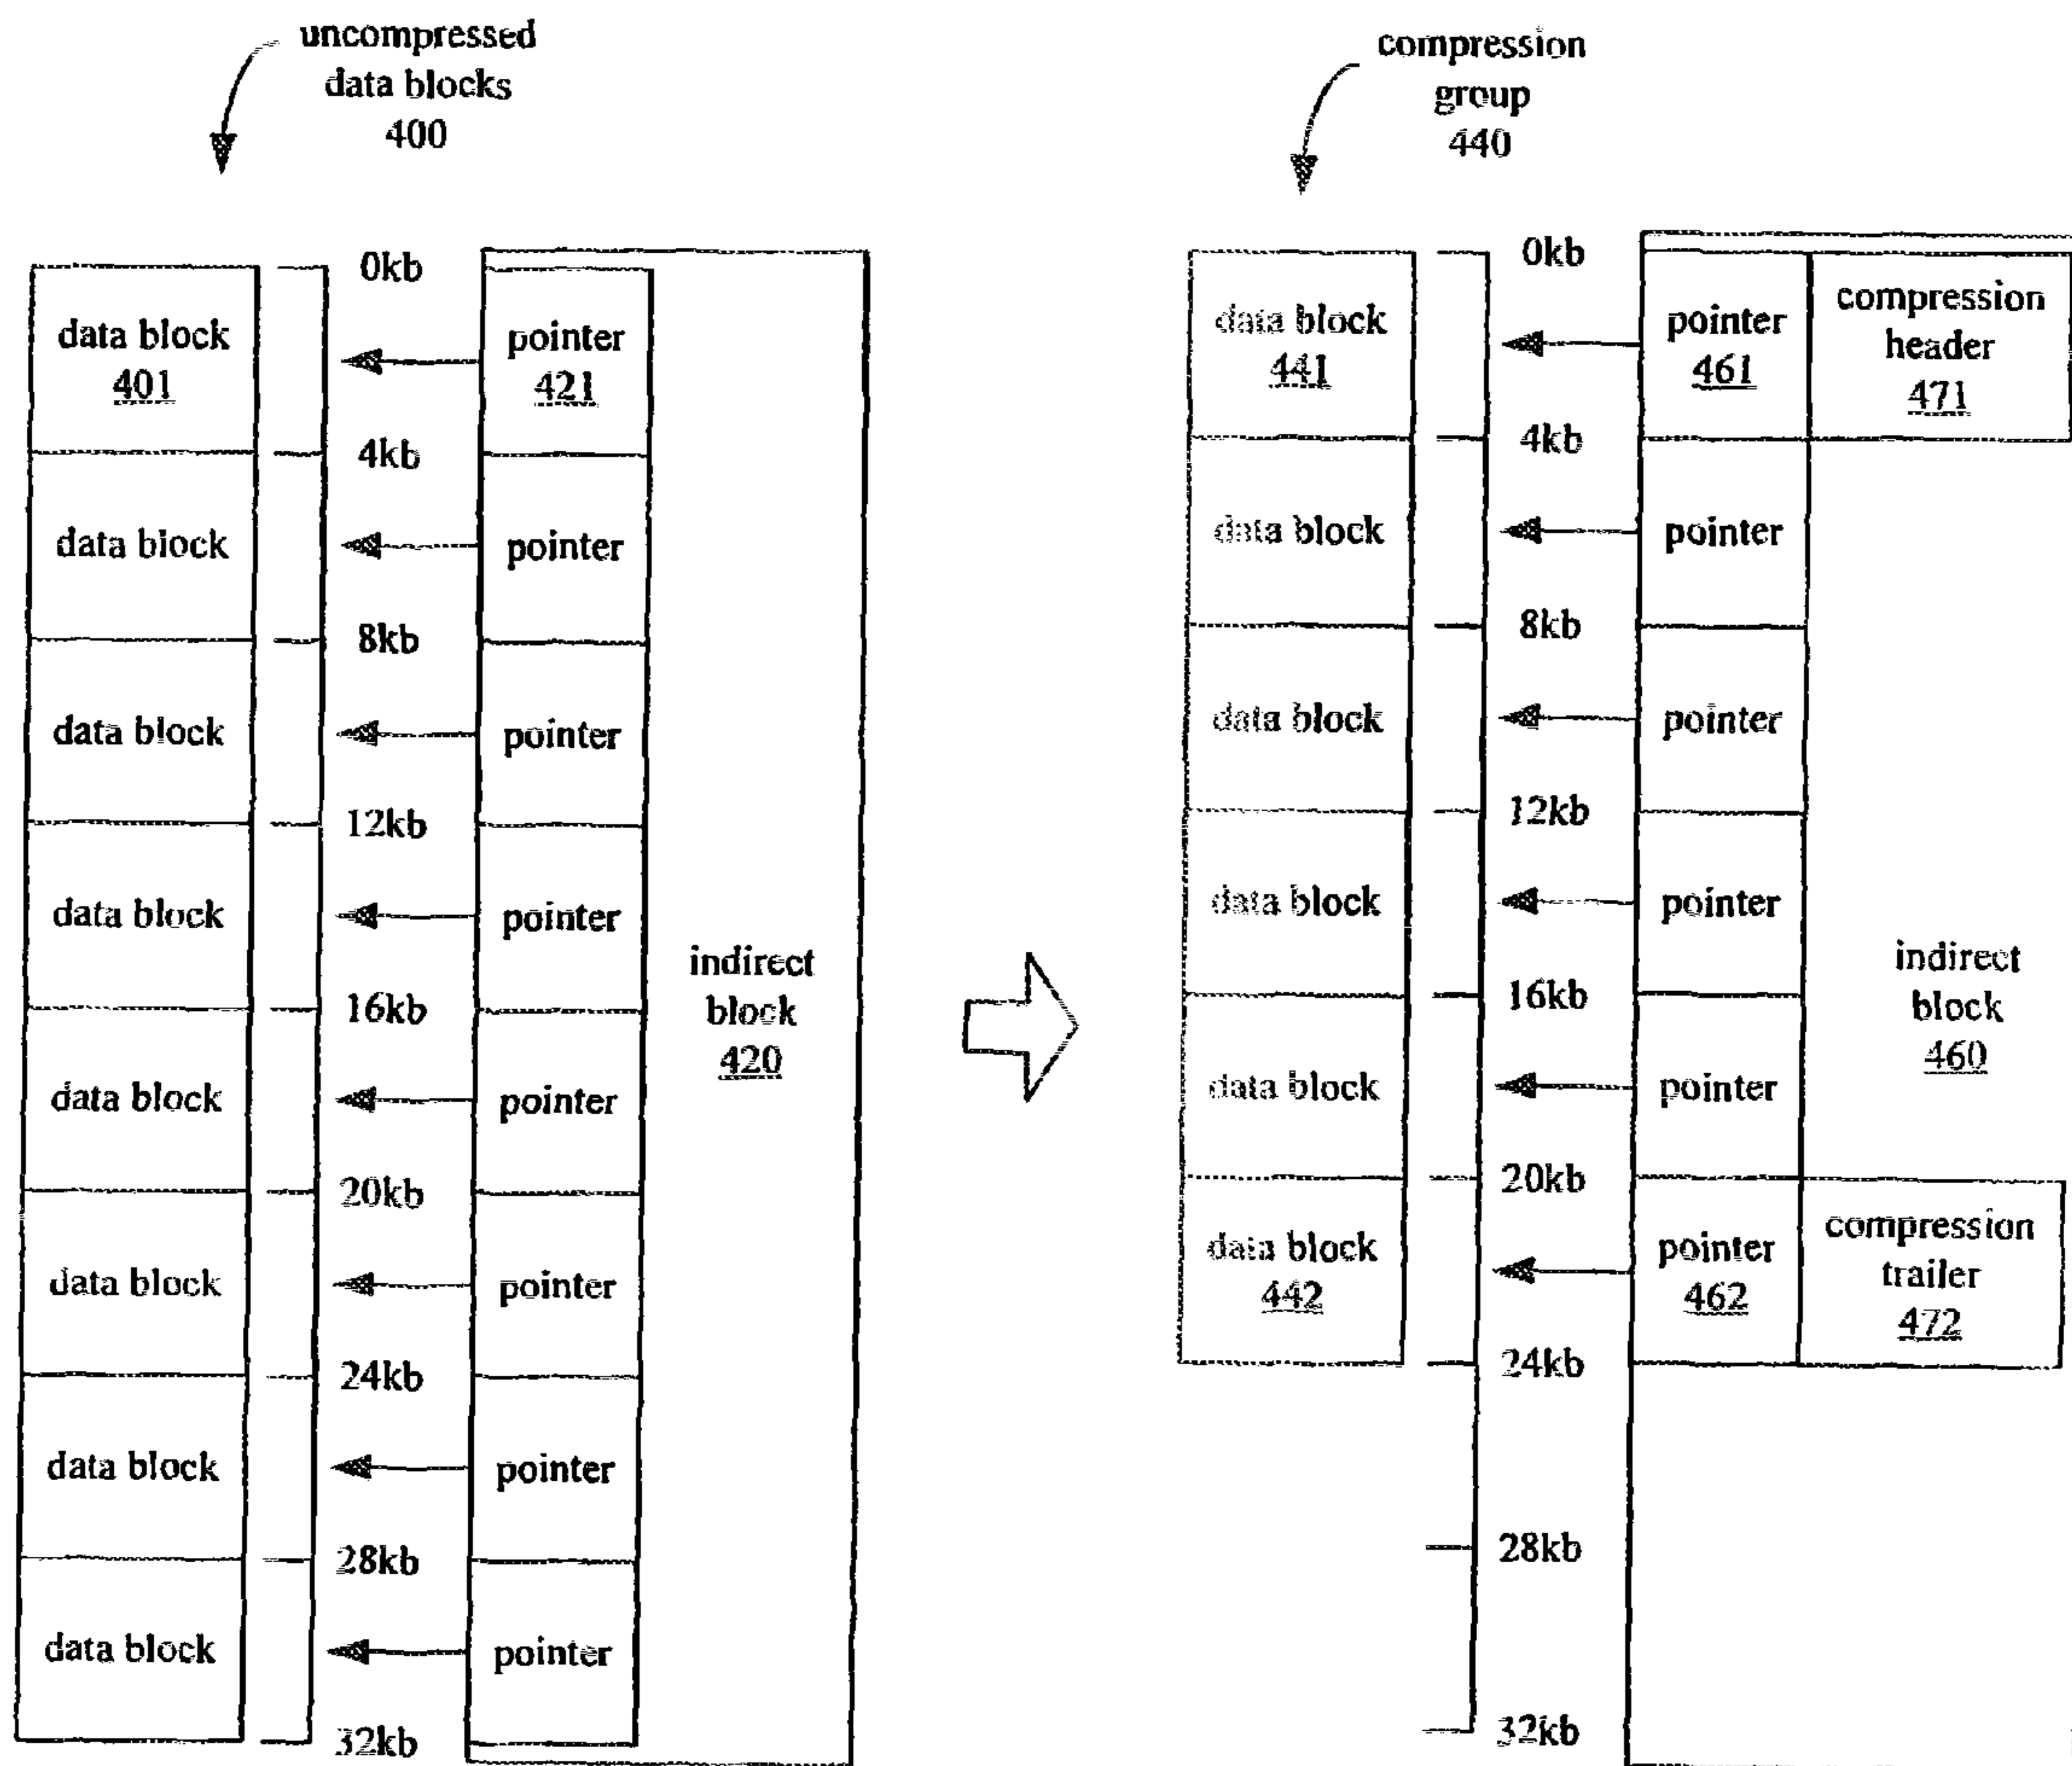 uncompressed
data blocks
400
0kb
4kb
8kb
12kb
16kb
20kb
24kb
28kb
32kb
data block
401
data block
data block
data block
data block
data block
data block
data block
pointer
421
pointer
pointer
pointer
pointer
pointer
pointer
pointer
indirect
block
420
compression
group
440
data block
441
data block
data block
data block
data block
data block
442
0kb
4kb
8kb
12kb
16kb
20kb
24kb
28kb
32kb
pointer
461
pointer
pointer
pointer
pointer
pointer
462
compression
header
471
indirect
block
460
compression
trailer
472